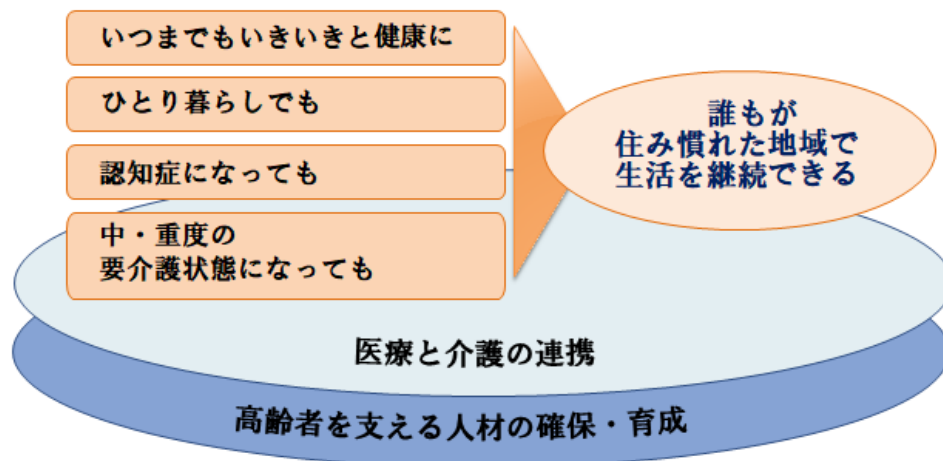 いつまでもいきいきと健康に
ひとり暮らしでも
認知症になっても
中・重度の
要介護状態になっても
誰もが
住み慣れた地域で
生活を継続できる
医療と介護の連携
高齢者を支える人材の確保・育成